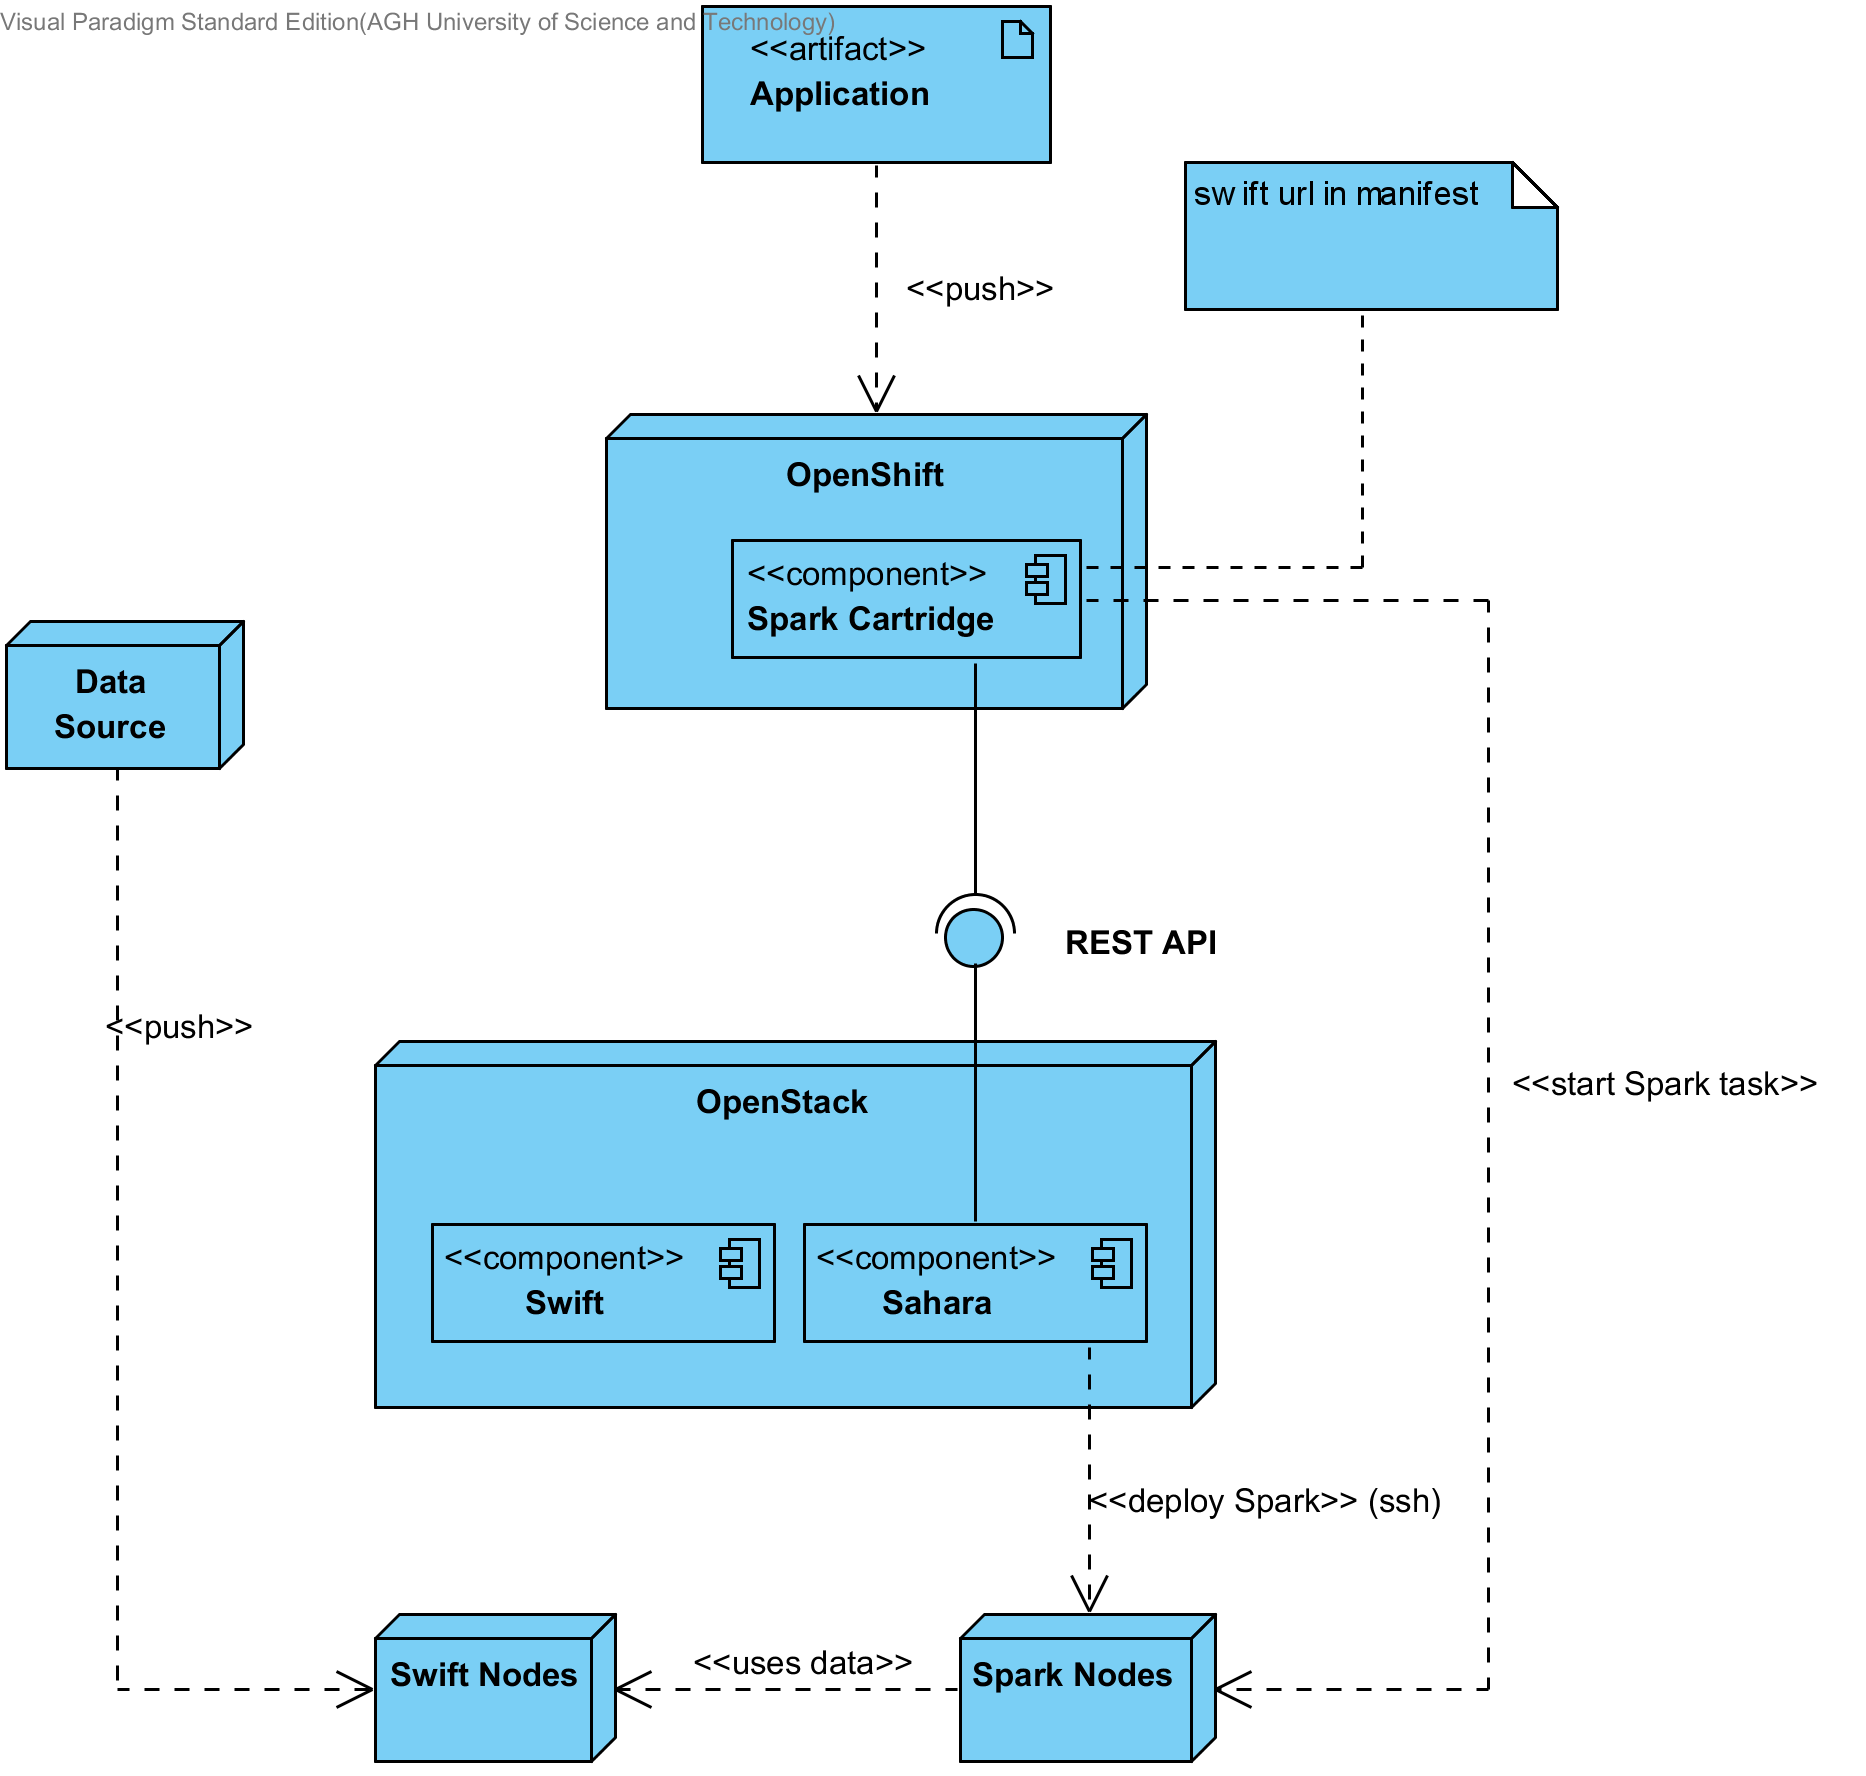 Visual Paradigm Standard Edition(AGH University of Science and Technology)
<<artifact>>
Application
swift url in manifest
<<push>>
OpenShift
<<component>>
Spark Cartridge
Data
Source
REST API
<<push>>
<<start Spark task>>
OpenStack
<<component>>
Swift
<<component>>
Sahara
<<deploy Spark>> (ssh)
Swift Nodes
<<uses data>>
Spark Nodes